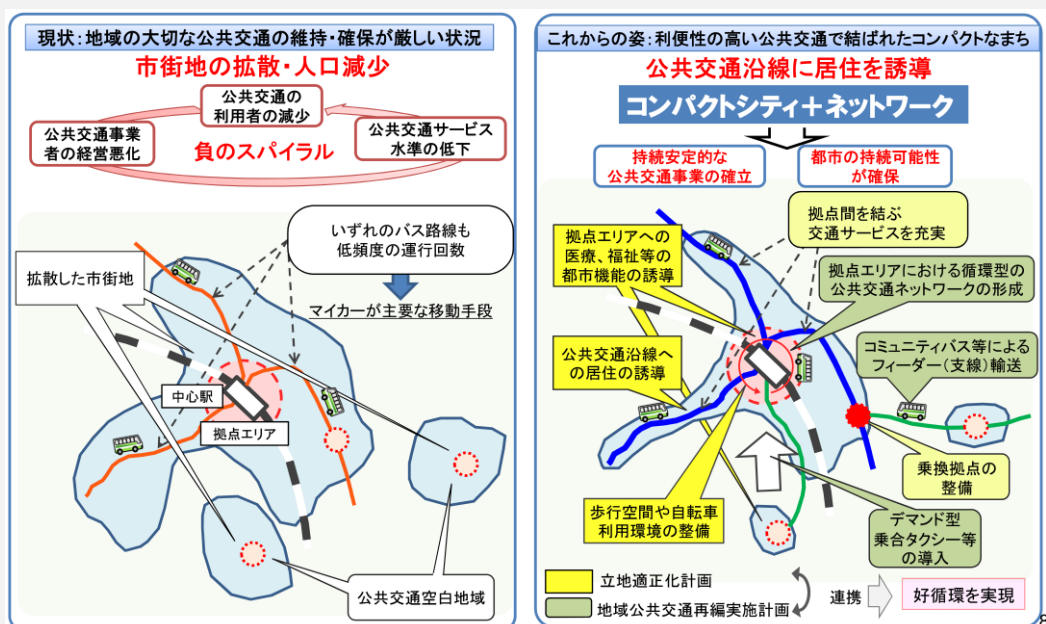 現状:地域の大切な公共交通の維持・確保が厳しい状況
市街地の拡散・人口減少
公共交通の
利用者の減少
公共交通事業
者の経営悪化
負のスパイラル
公共交通サービス
水準の低下
いずれのバス路線も
低頻度の運行回数
マイカーが主要な移動手段
拡散した市街地
中心駅
拠点エリア
公共交通空白地域
これからの姿:利便性の高い公共交通で結ばれたコンパクトなまち
公共交通沿線に居住を誘導
コンパクトシティ+ネットワーク
持続安定的な
公共交通事業の確立
都市の持続可能性
が確保
拠点エリアへの
医療、福祉等の
都市機能の誘導
拠点間を結ぶ
交通サービスを充実
拠点エリアにおける循環型の
公共交通ネットワークの形成
公共交通沿線へ
の居住の誘導
コミュニティバス等による
フィーダー(支線)輸送
乗換拠点の
整備
歩行空間や自転車
利用環境の整備
デマンド型
乗合タクシー等
の導入
立地適正化計画
地域公共交通再編実施計画
連携
好循環を実現
8